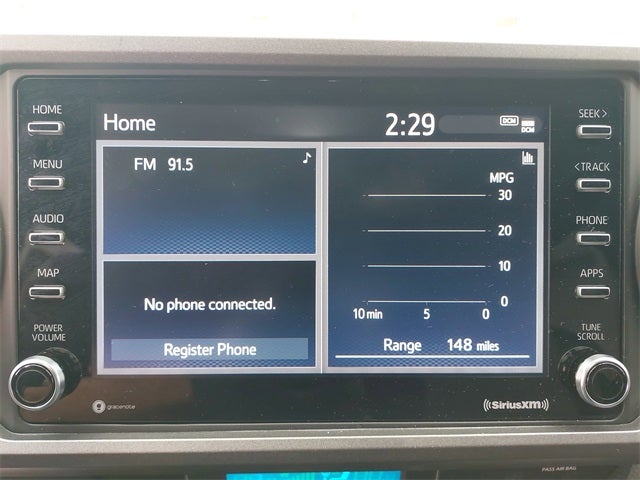 HOME
MENU
AUDIO
MAP
POWER
VOLUME
Home
2:29
DCM
DCM
FM 91.5
No phone connected.
Register Phone
MPG
30
20
10
0
10 min 5 0
Range 148 miles
SEEK >
< TRACK
PHONE
APPS
TUNE
SCROLL
gracenote
((SiriusXM))
PASS AIR BAG